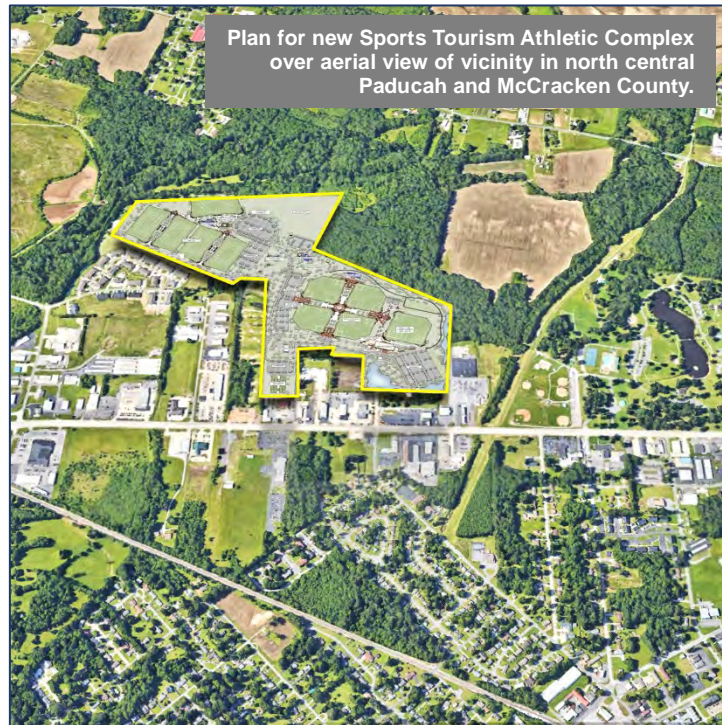 Plan for new Sports Tourism Athletic Complex
over aerial view of vicinity in north central
Paducah and McCracken County.